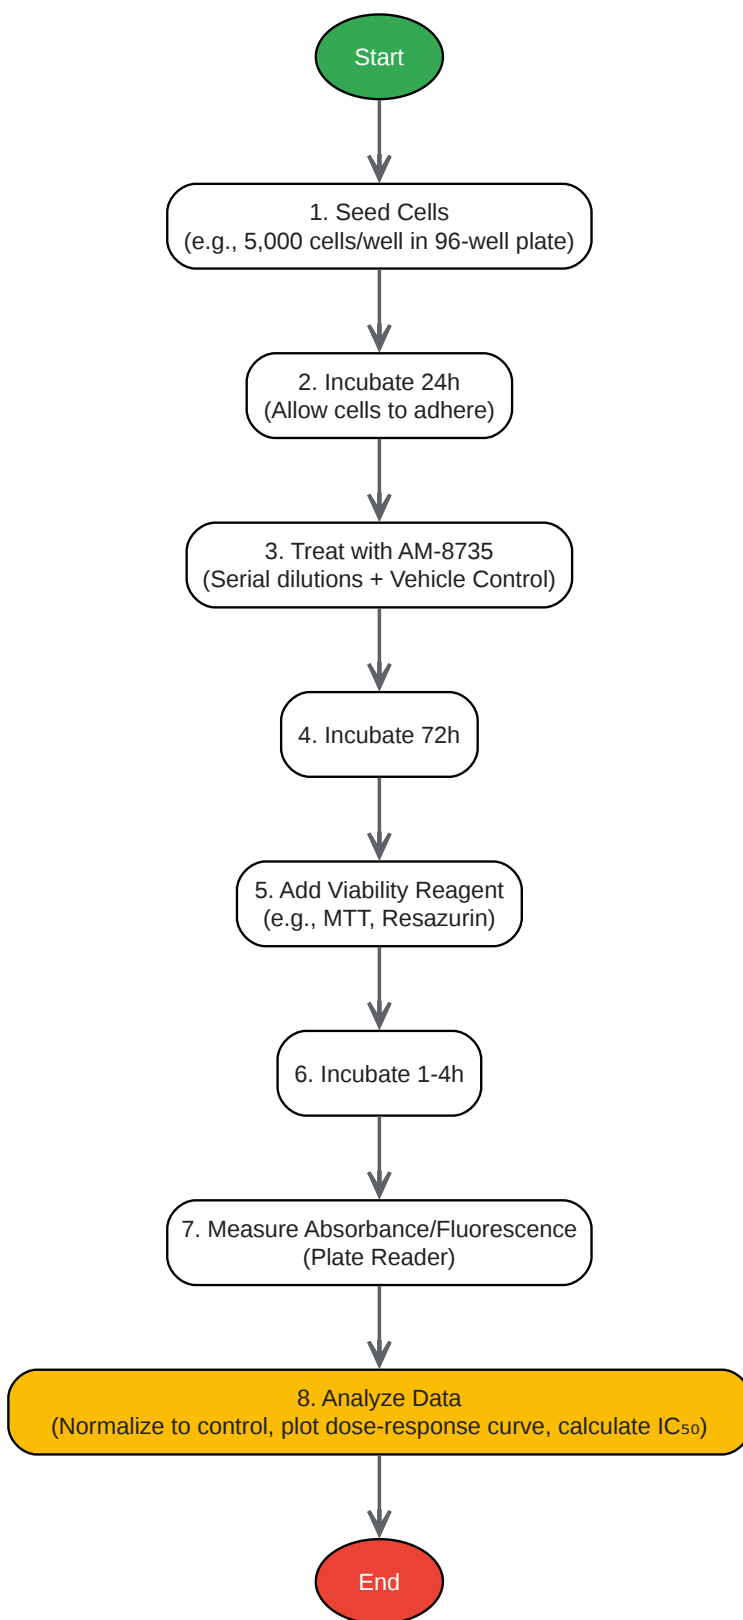 Start
1. Seed Cells
(e.g., 5,000 cells/well in 96-well plate)
2. Incubate 24h
(Allow cells to adhere)
3. Treat with AM-8735
(Serial dilutions + Vehicle Control)
4. Incubate 72h
5. Add Viability Reagent
(e.g., MTT, Resazurin)
6. Incubate 1-4h
7. Measure Absorbance/Fluorescence
(Plate Reader)
8. Analyze Data
(Normalize to control, plot dose-response curve, calculate IC₅₀)
End